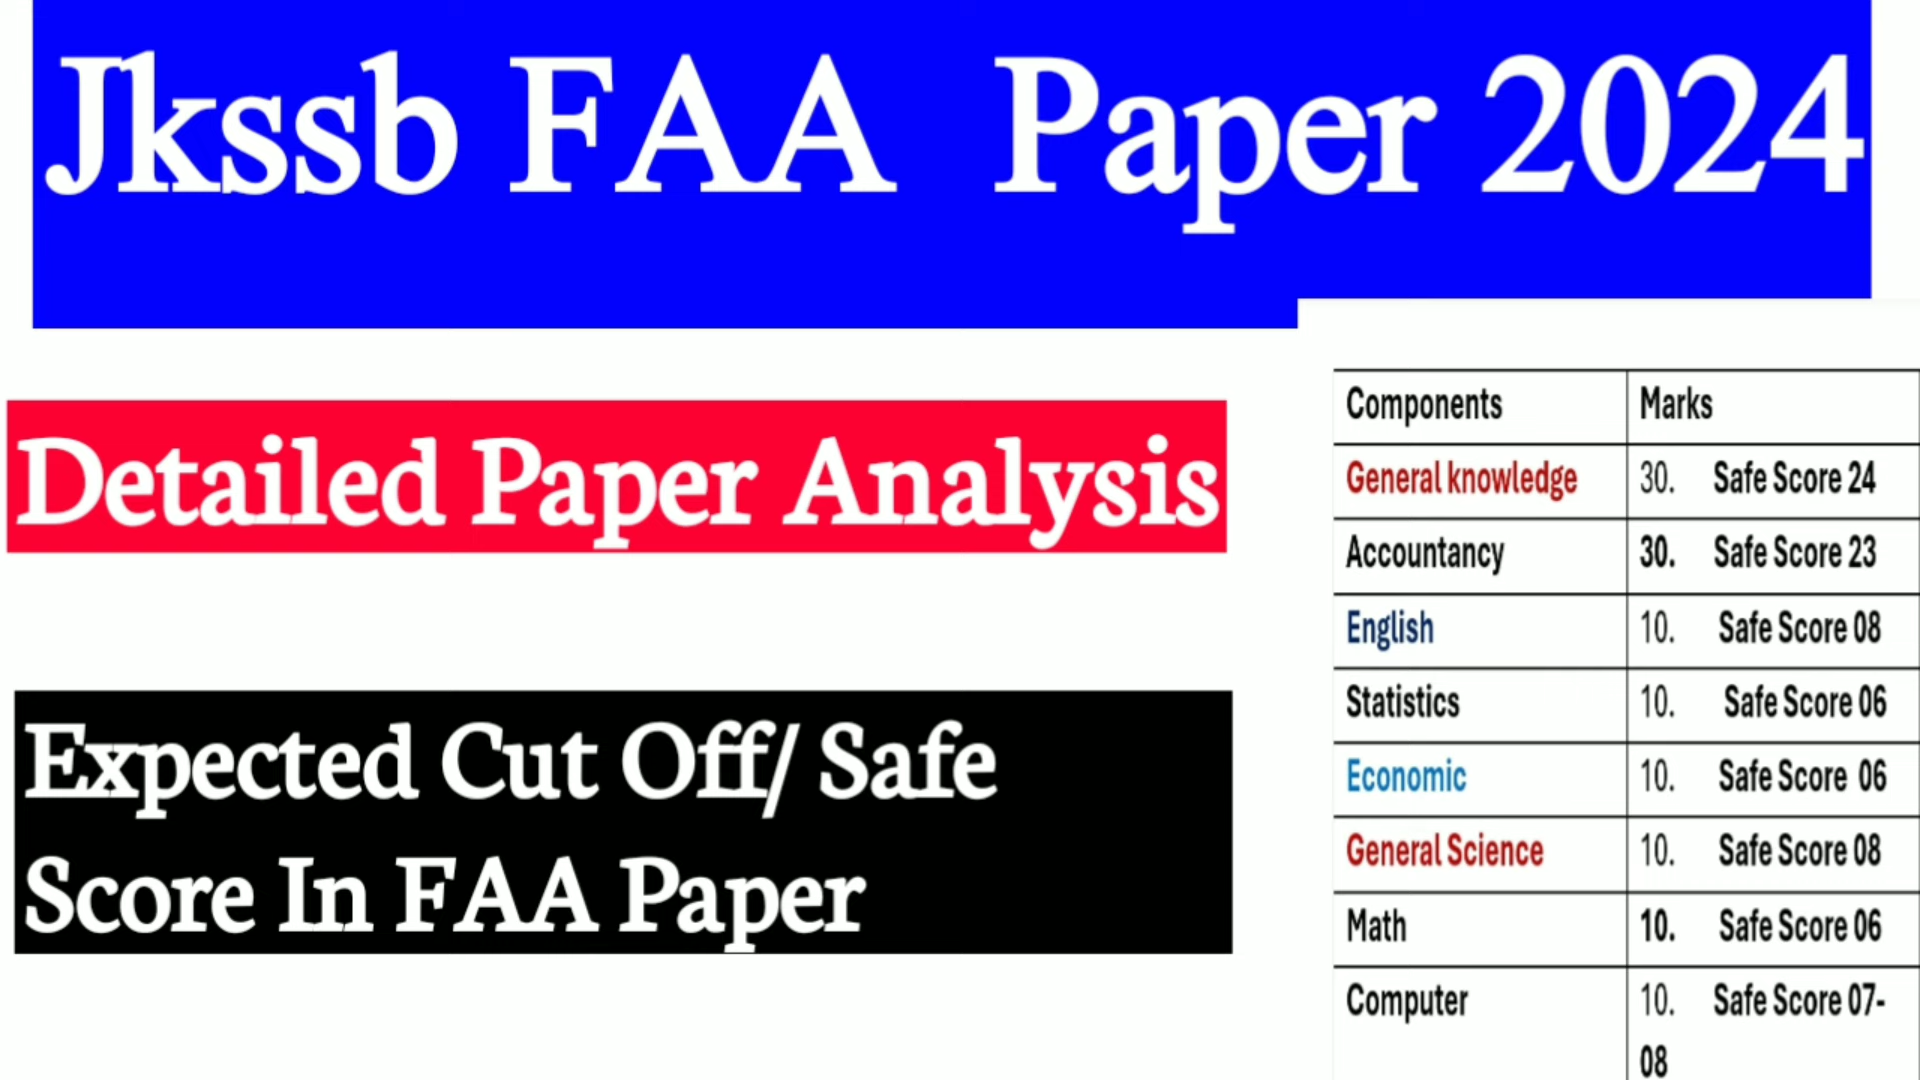 Jkssb FAA Paper 2024
Detailed Paper Analysis
Expected Cut Off/ Safe
Score In FAA Paper
Components Marks
General knowledge 30. Safe Score 24
Accountancy 30. Safe Score 23
English 10. Safe Score 08
Statistics 10. Safe Score 06
Economic 10. Safe Score 06
General Science 10. Safe Score 08
Math 10. Safe Score 06
Computer 10. Safe Score 07-
08